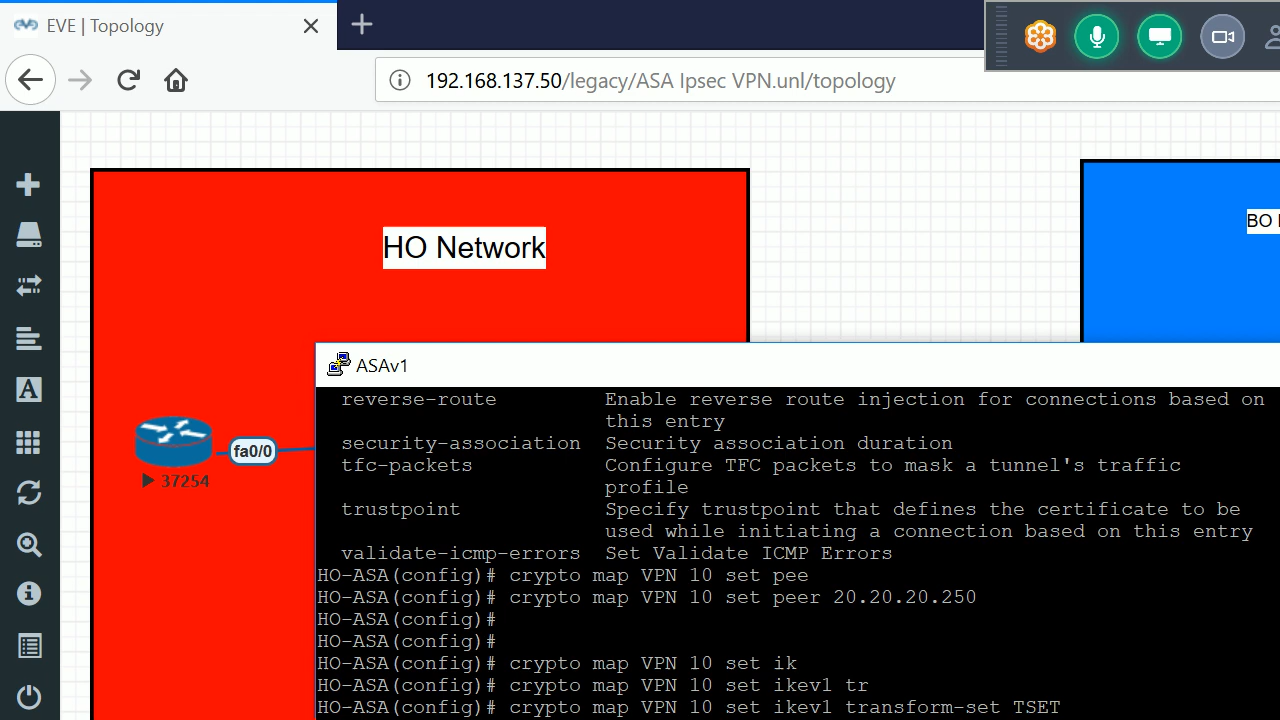 EVE | Topology
192.168.137.50/legacy/ASA Ipsec VPN.unl/topology
HO Network
BO
fa0/0
37254
ASAv1
reverse-route Enable reverse route injection for connections based on
this entry
security-association Security association duration
tfc-packets Configure TFC packets to mask a tunnel's traffic
profile
trustpoint Specify trustpoint that defines the certificate to be
used while initiating a connection based on this entry
validate-icmp-errors Set Validate ICMP Errors
HO-ASA(config)# crypto map VPN 10 set pee
HO-ASA(config)# crypto map VPN 10 set peer 20.20.20.250
HO-ASA(config)#
HO-ASA(config)#
HO-ASA(config)# crypto map VPN 10 set ik
HO-ASA(config)# crypto map VPN 10 set ikev1 tr
HO-ASA(config)# crypto map VPN 10 set ikev1 transform-set TSET